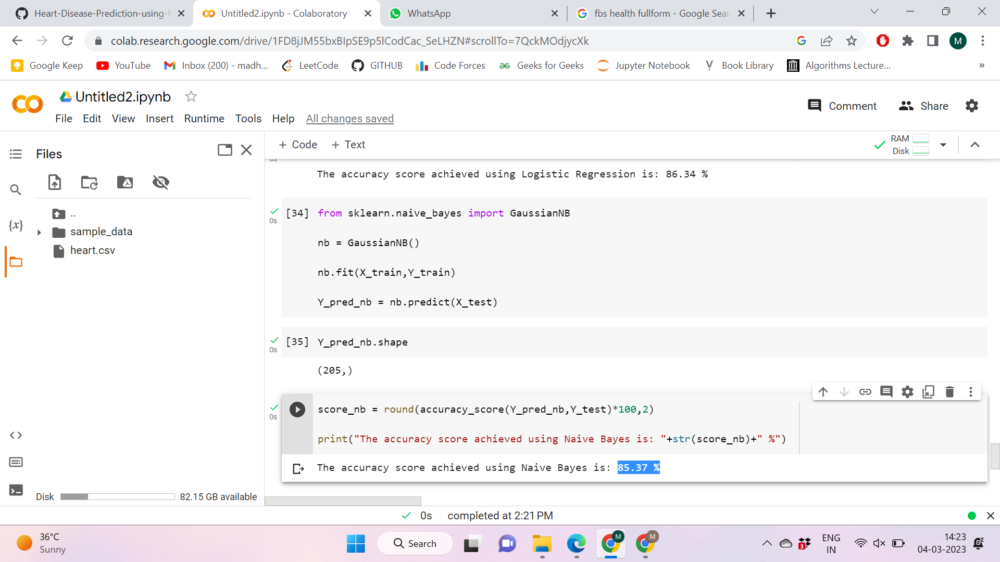 Heart-Disease-Prediction-using-
Untitled2.ipynb - Colaboratory
WhatsApp
fbs health fullform - Google Sear
colab.research.google.com/drive/1FD8jJM55bxBIpSE9p5lCodCac_SeLHZN#scrollTo=7QckMOdjycXk
M
Google Keep
YouTube
Inbox (200) - madh...
LeetCode
GITHUB
Code Forces
Geeks for Geeks
Jupyter Notebook
Book Library
Algorithms Lecture...
»
Untitled2.ipynb
File Edit View Insert Runtime Tools Help All changes saved
Comment
Share
Files
+ Code + Text
RAM
Disk
..
sample_data
heart.csv
{x}
0s
The accuracy score achieved using Logistic Regression is: 86.34 %
[34] from sklearn.naive_bayes import GaussianNB
0s
nb = GaussianNB()
nb.fit(X_train,Y_train)
Y_pred_nb = nb.predict(X_test)
[35] Y_pred_nb.shape
0s
(205,)
score_nb = round(accuracy_score(Y_pred_nb,Y_test)*100,2)
0s
print("The accuracy score achieved using Naive Bayes is: "+str(score_nb)+" %")
The accuracy score achieved using Naive Bayes is: 85.37 %
Disk 82.15 GB available
0s completed at 2:21 PM
36°C
Sunny
Search
M
M
3
ENG
IN
14:23
04-03-2023